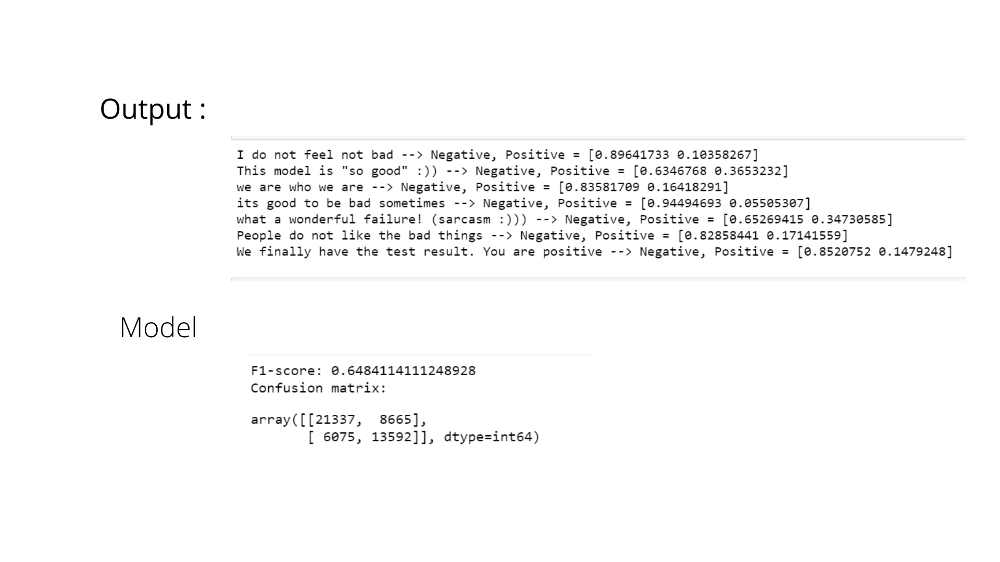 Output :
I do not feel not bad --> Negative, Positive = [0.89641733 0.10358267]
This model is "so good" :)) --> Negative, Positive = [0.6346768 0.3653232]
we are who we are --> Negative, Positive = [0.83581709 0.16418291]
its good to be bad sometimes --> Negative, Positive = [0.94494693 0.05505307]
what a wonderful failure! (sarcasm :))) --> Negative, Positive = [0.65269415 0.34730585]
People do not like the bad things --> Negative, Positive = [0.82858441 0.17141559]
We finally have the test result. You are positive --> Negative, Positive = [0.8520752 0.1479248]
Model
F1-score: 0.6484114111248928
Confusion matrix:
array([[21337,  8665],
       [ 6075, 13592]], dtype=int64)